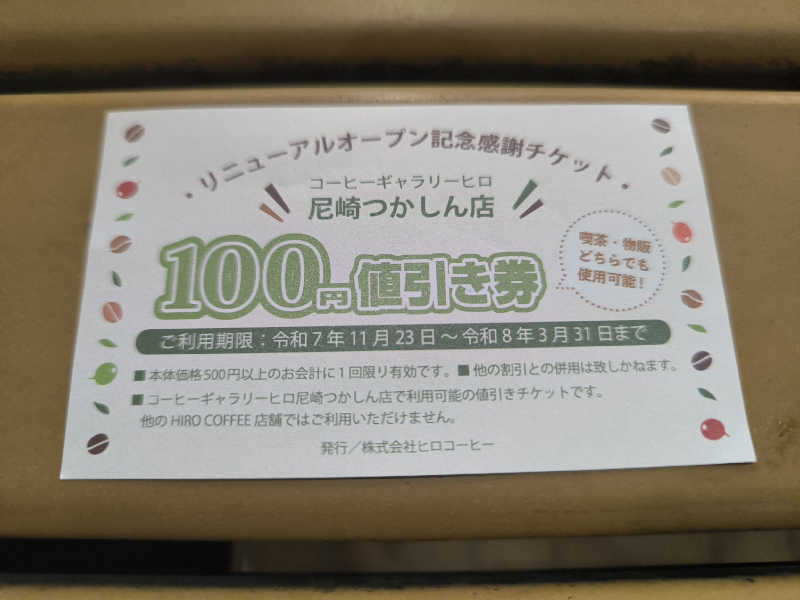 ・リニューアルオープン記念感謝チケット・
コーヒーギャラリーヒロ
尼崎つかしん店
100円値引き券
喫茶・物販
どちらでも
使用可能!
ご利用期限：令和7年11月23日～令和8年3月31日まで
■本体価格500円以上のお会計に1回限り有効です。■他の割引との併用は致しかねます。
■コーヒーギャラリーヒロ尼崎つかしん店で利用可能の値引きチケットです。
他のHIRO COFFEE店舗ではご利用いただけません。
発行／株式会社ヒロコーヒー